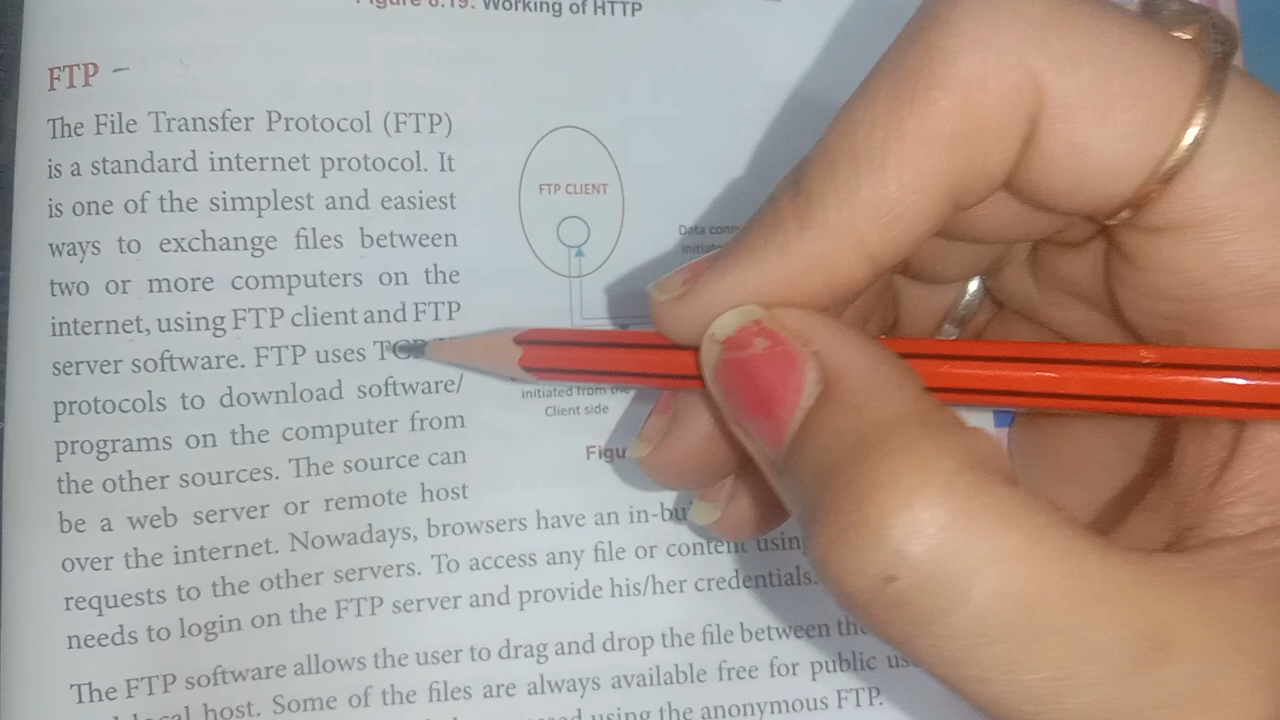 Figure 8.19: Working of HTTP
FTP –
The File Transfer Protocol (FTP)
is a standard internet protocol. It
is one of the simplest and easiest
ways to exchange files between
two or more computers on the
internet, using FTP client and FTP
server software. FTP uses
protocols to download software/
programs on the computer from
the other sources. The source can
be a web server or remote host
over the internet. Nowadays, browsers have an
requests to the other servers. To access any file or content using
needs to login on the FTP server and provide his/her credentials.
The FTP software allows the user to drag and drop the file between
host. Some of the files are always available free for public
using the anonymous FTP.
FTP CLIENT
Data
initiated from the
Client side